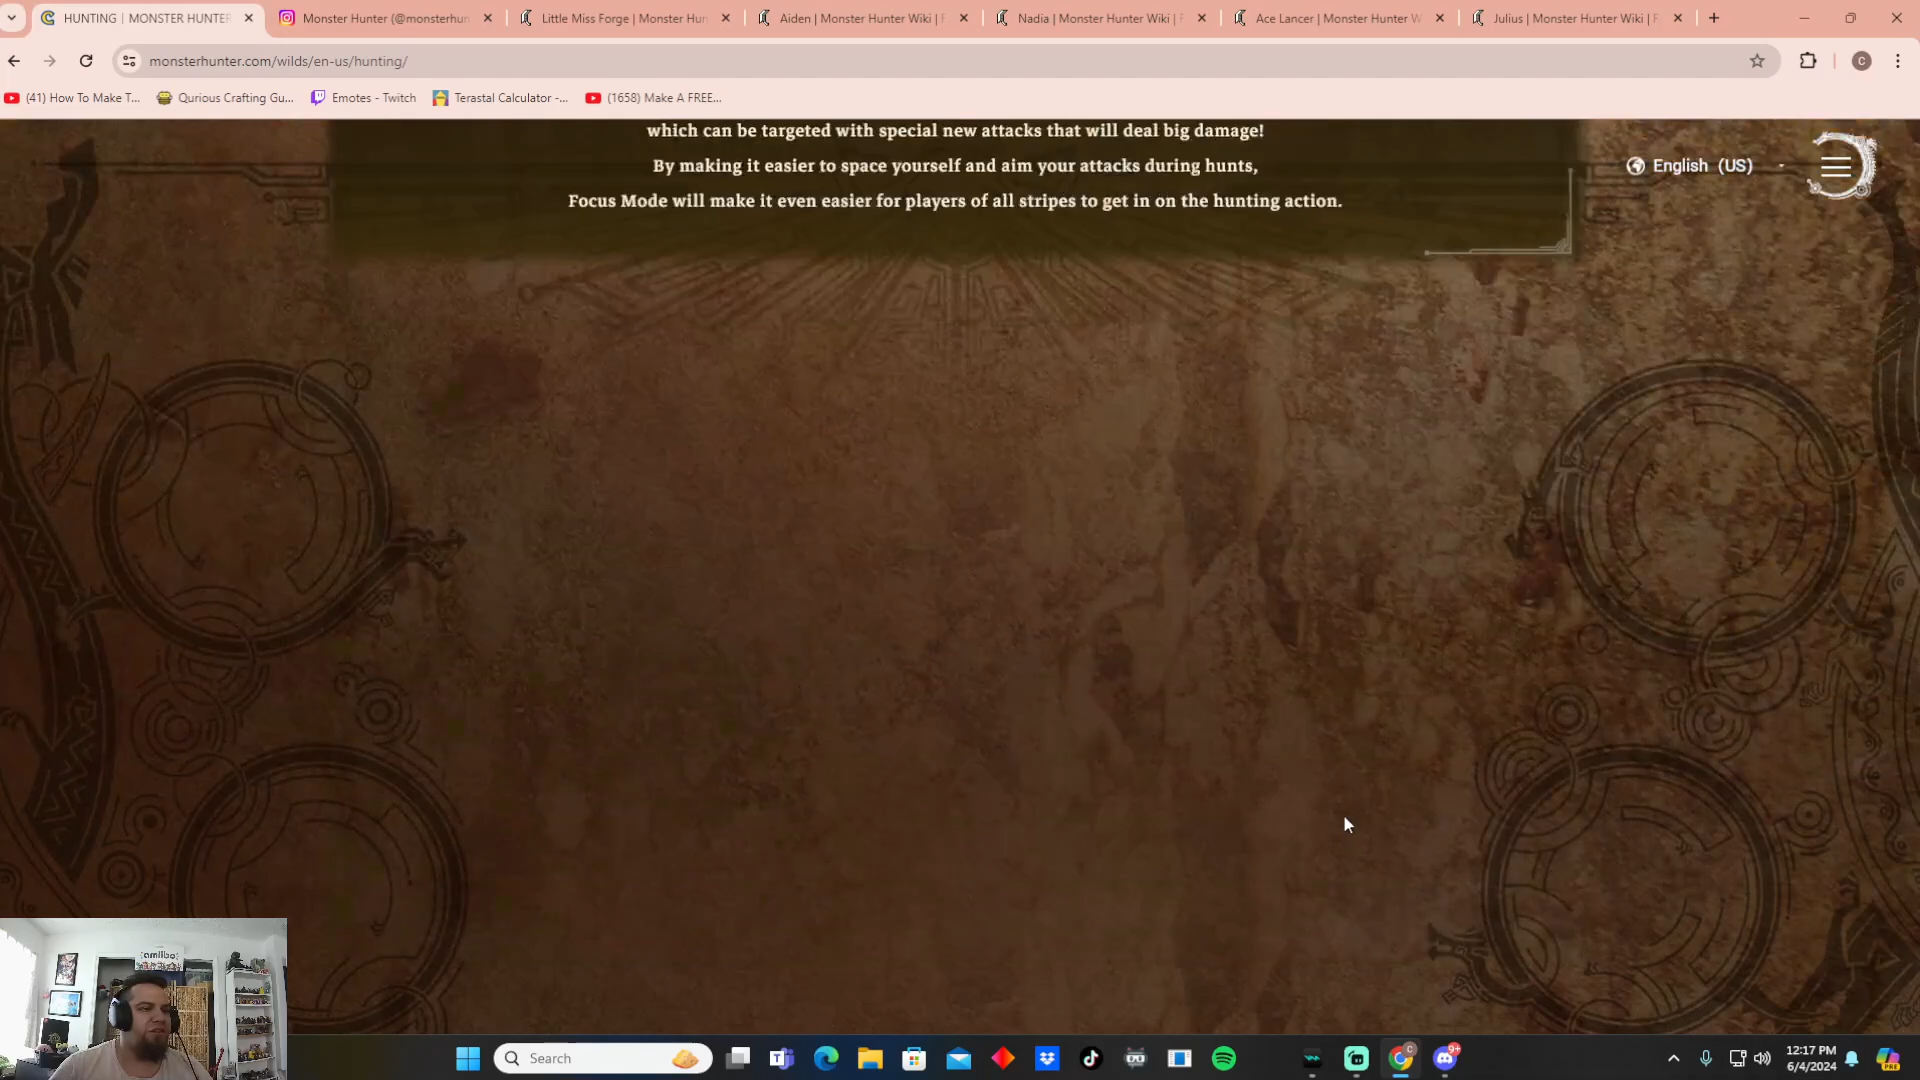 HUNTING | MONSTER HUNTER
Monster Hunter (@monsterhun
Little Miss Forge | Monster Hun
Aiden | Monster Hunter Wiki | F
Nadia | Monster Hunter Wiki | F
Ace Lancer | Monster Hunter W
Julius | Monster Hunter Wiki | F
monsterhunter.com/wilds/en-us/hunting/
C
(41) How To Make T...
Qurious Crafting Gu...
Emotes - Twitch
Terastal Calculator -...
(1658) Make A FREE...
which can be targeted with special new attacks that will deal big damage!
By making it easier to space yourself and aim your attacks during hunts,
Focus Mode will make it even easier for players of all stripes to get in on the hunting action.
English (US)
amiibo
Search
C
9+
12:17 PM
6/4/2024
PRE